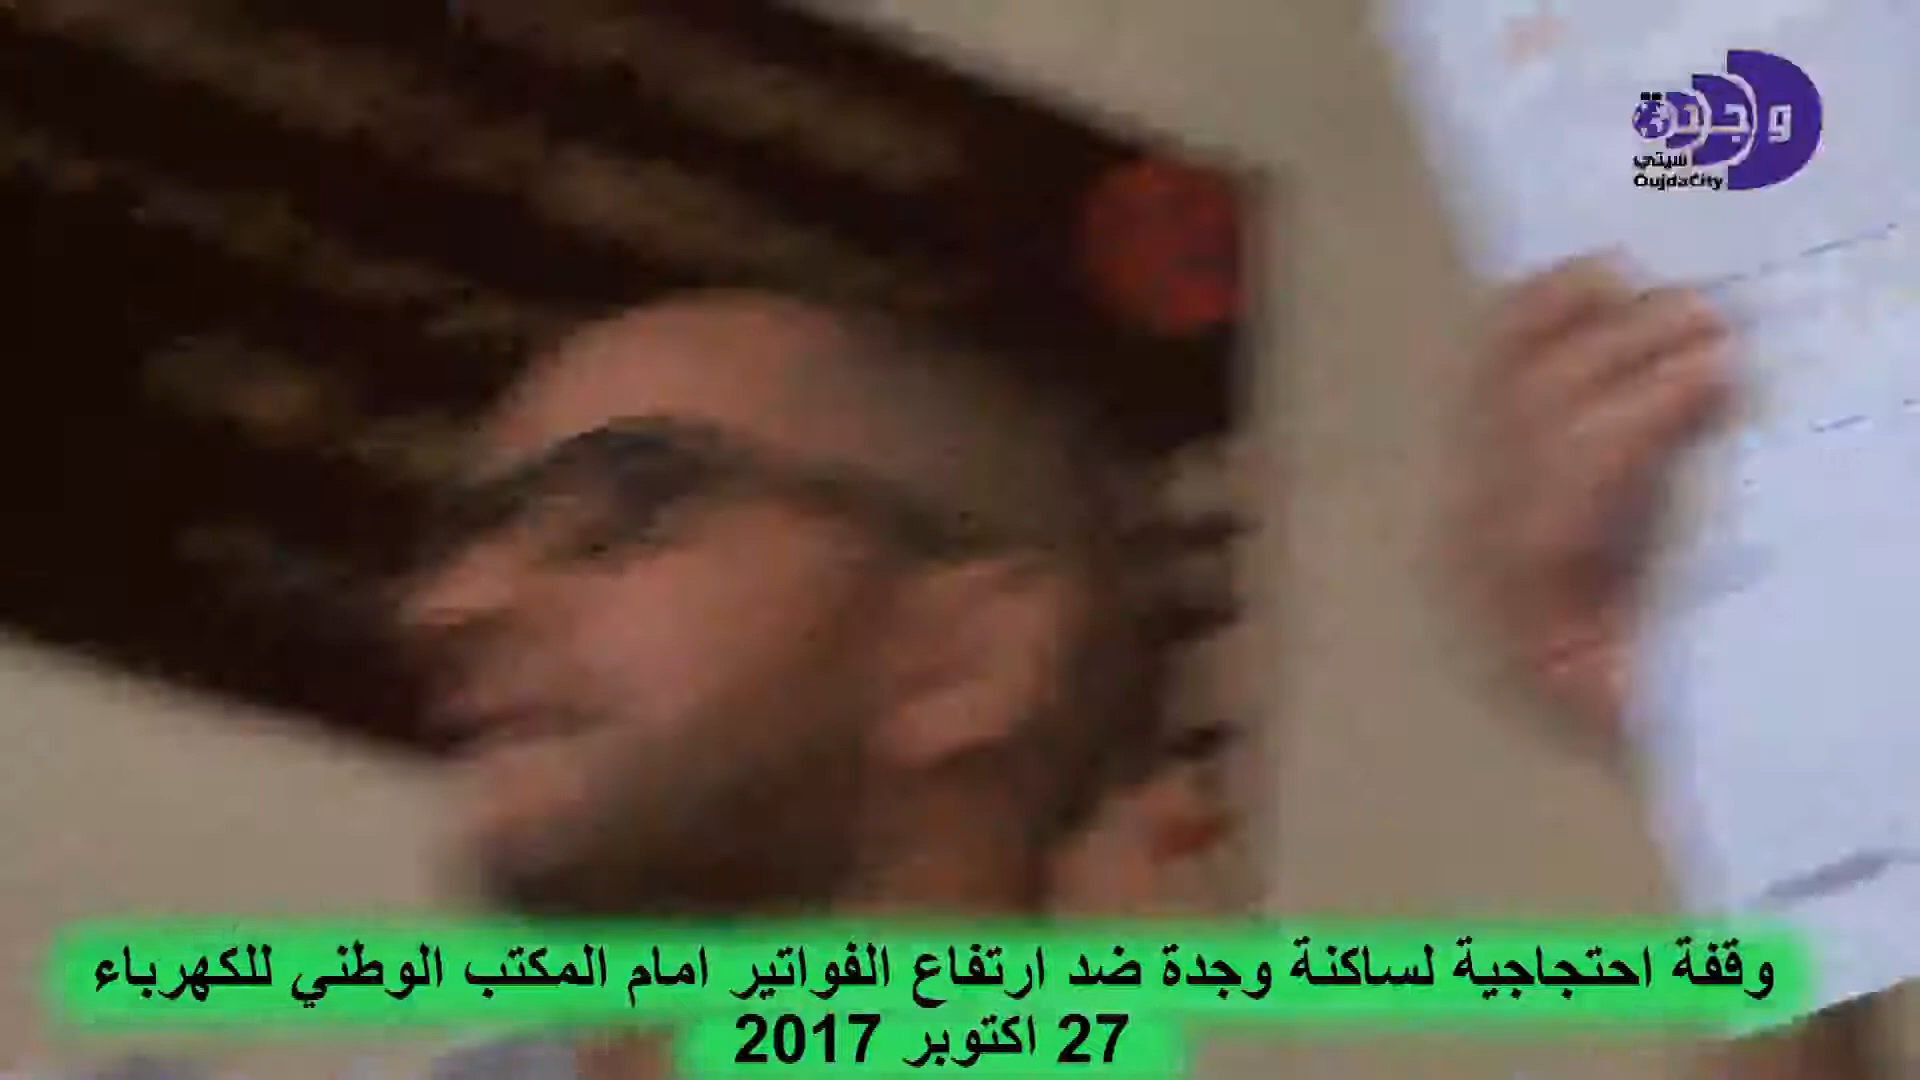 وجدة
سيتي
OujdaCity
وقفة احتجاجية لساكنة وجدة ضد ارتفاع الفواتير امام المكتب الوطني للكهرباء
27 اكتوبر 2017